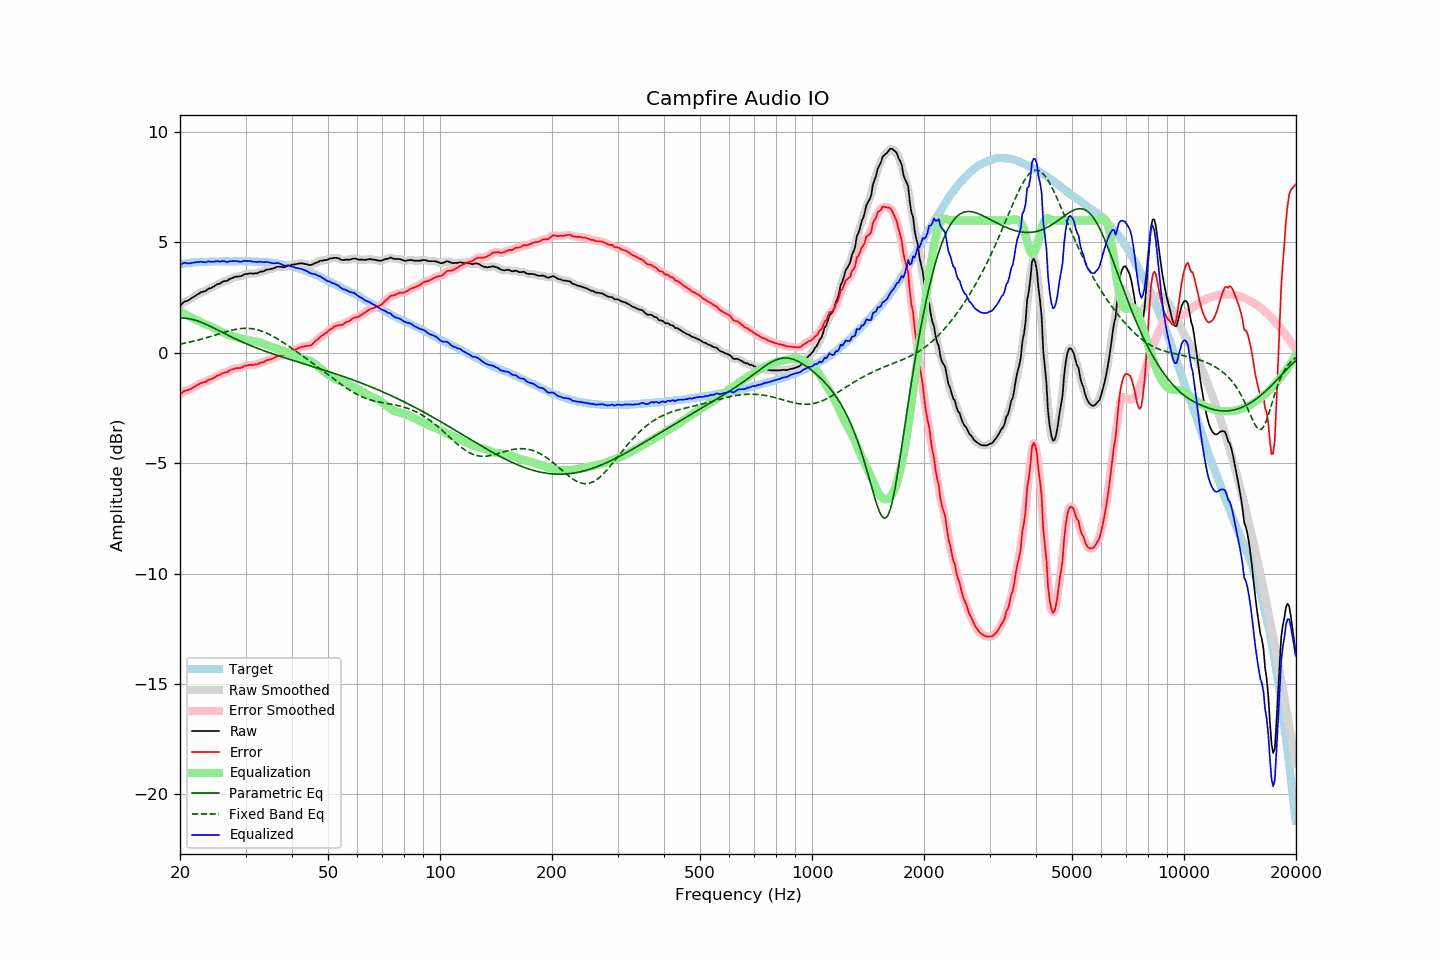 Campfire Audio IO
10
5
0
−5
−10
−15
−20
Amplitude (dBr)
Target
Raw Smoothed
Error Smoothed
Raw
Error
Equalization
Parametric Eq
Fixed Band Eq
Equalized
20 50 100 200 500 1000 2000 5000 10000 20000
Frequency (Hz)